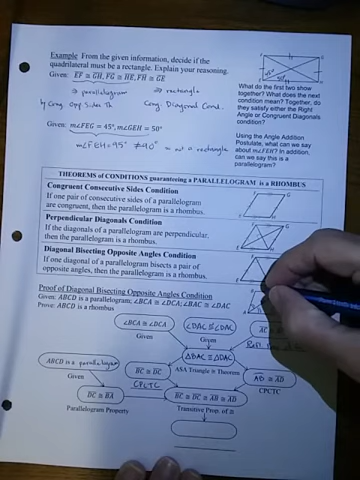 Example From the given information, decide if the
quadrilateral must be a rectangle. Explain your reasoning.
Given: EF ≅ GH, FG ≅ HE, FH ≅ GE
⇒ parallelogram ⇒ rectangle
by Cong. Opp Sides Th Cong. Diagonal Cond.
Given: m∠FEG = 45°, m∠GEH = 50°
m∠FEH = 95° ≠ 90° is not a rectangle
What do the first two show
together? What does the next
condition mean? Together, do
they satisfy either the Right
Angle or Congruent Diagonals
condition?
Using the Angle Addition
Postulate, what can we say
about m∠FEH? In addition,
can we say this is a
parallelogram?
THEOREMS of CONDITIONS guaranteeing a PARALLELOGRAM is a RHOMBUS
Congruent Consecutive Sides Condition
If one pair of consecutive sides of a parallelogram
are congruent, then the parallelogram is a rhombus.
Perpendicular Diagonals Condition
If the diagonals of a parallelogram are perpendicular,
then the parallelogram is a rhombus.
Diagonal Bisecting Opposite Angles Condition
If one diagonal of a parallelogram bisects a pair of
opposite angles, then the parallelogram is a rhombus.
Proof of Diagonal Bisecting Opposite Angles Condition
Given: ABCD is a parallelogram; ∠BCA ≅ ∠DCA; ∠BAC ≅ ∠DAC
Prove: ABCD is a rhombus
∠BCA ≅ ∠DCA
Given
Given
ABCD is a parallelogram
Given
ASA Triangle ≅ Theorem
BC ≅ DC
CPCTC
AB ≅ AD
CPCTC
DC ≅ BA
Parallelogram Property
BC ≅ DC ≅ AB ≅ AD
Transitive Prop. of ≅